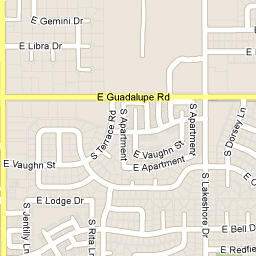 E Gemini Dr
E Libra Dr
E Guadalupe Rd
S Terrace Rd
S Apartment
S Apartment
S Dorsey Ln
E Vaughn St
E Vaughn St
E Apartment
E Lodge Dr
S Lakeshore Dr
S Jentilly Ln
S Rita Ln
E Bell D
E Redfie